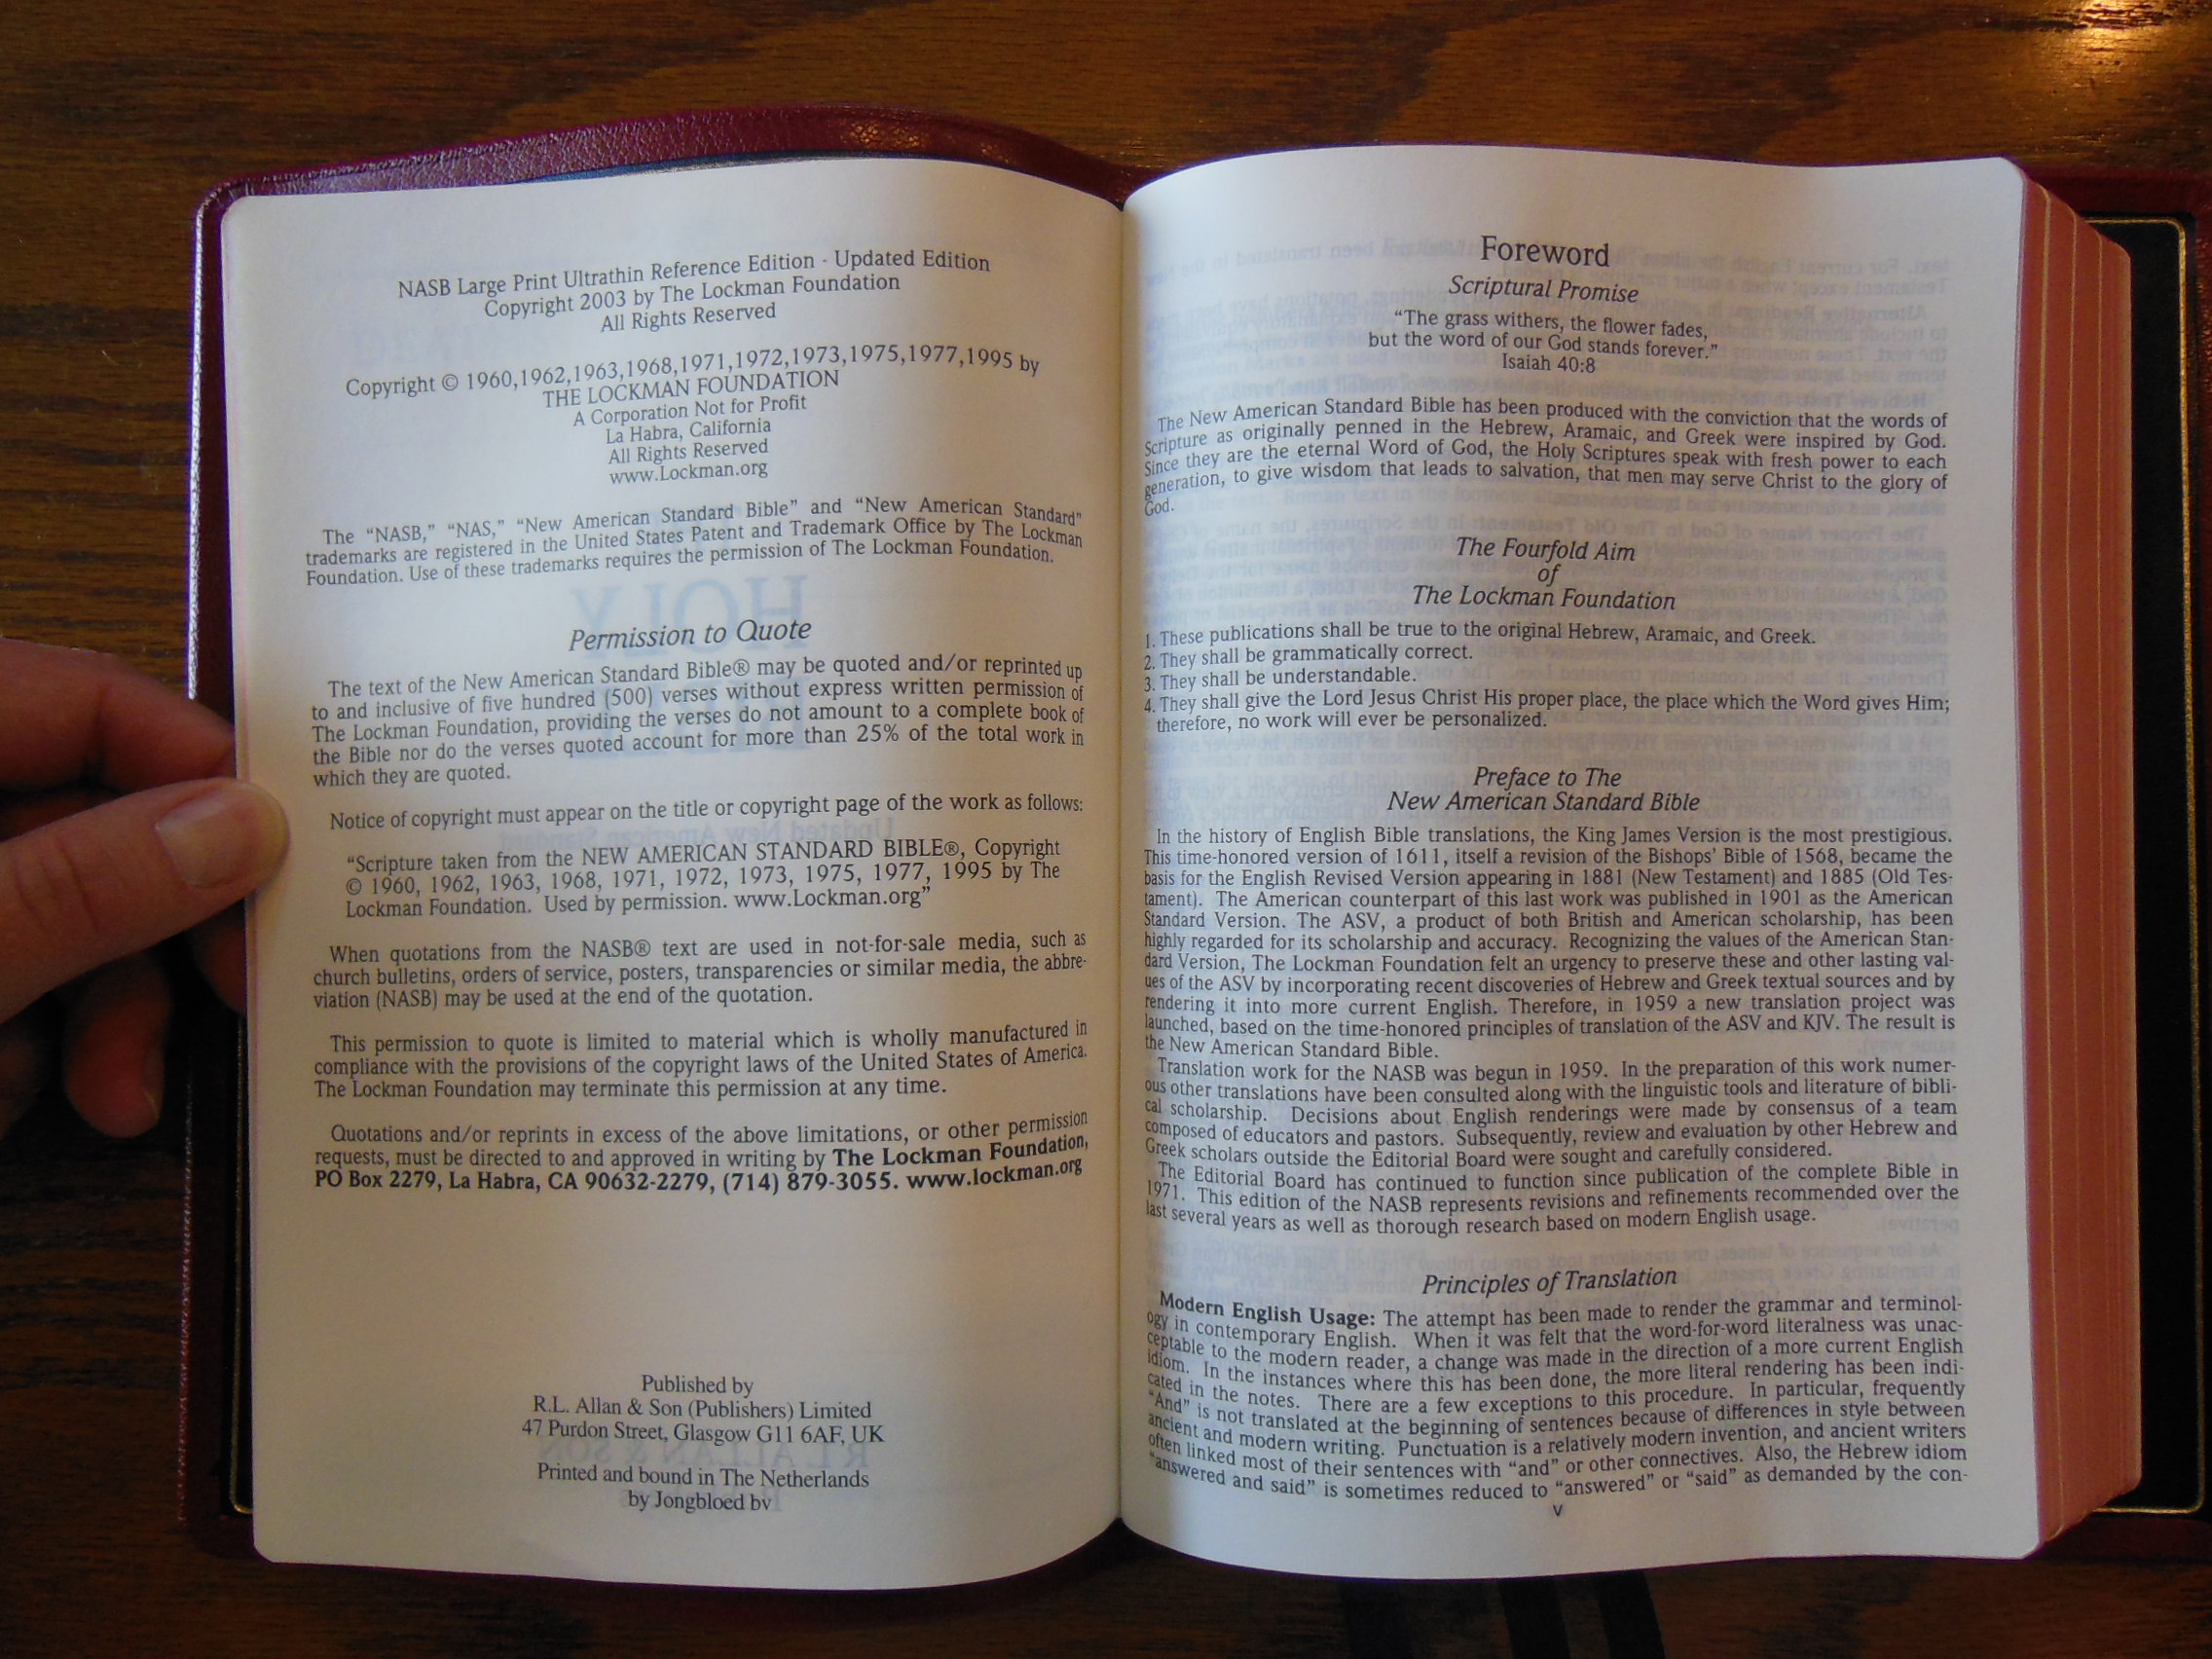 NASB Large Print Ultrathin Reference Edition - Updated Edition
Copyright 2003 by The Lockman Foundation
All Rights Reserved
Copyright © 1960,1962,1963,1968,1971,1972,1973,1975,1977,1995 by
THE LOCKMAN FOUNDATION
A Corporation Not for Profit
La Habra, California
All Rights Reserved
www.Lockman.org
The “NASB,” “NAS,” “New American Standard Bible” and “New American Standard”
trademarks are registered in the United States Patent and Trademark Office by The Lockman
Foundation. Use of these trademarks requires the permission of The Lockman Foundation.
Permission to Quote
The text of the New American Standard Bible® may be quoted and/or reprinted up
to and inclusive of five hundred (500) verses without express written permission of
The Lockman Foundation, providing the verses do not amount to a complete book of
the Bible nor do the verses quoted account for more than 25% of the total work in
which they are quoted.
Notice of copyright must appear on the title or copyright page of the work as follows:
“Scripture taken from the NEW AMERICAN STANDARD BIBLE®, Copyright
© 1960, 1962, 1963, 1968, 1971, 1972, 1973, 1975, 1977, 1995 by The
Lockman Foundation. Used by permission. www.Lockman.org”
When quotations from the NASB® text are used in not-for-sale media, such as
church bulletins, orders of service, posters, transparencies or similar media, the abbre-
viation (NASB) may be used at the end of the quotation.
This permission to quote is limited to material which is wholly manufactured in
compliance with the provisions of the copyright laws of the United States of America.
The Lockman Foundation may terminate this permission at any time.
Quotations and/or reprints in excess of the above limitations, or other permission
requests, must be directed to and approved in writing by The Lockman Foundation,
PO Box 2279, La Habra, CA 90632-2279, (714) 879-3055. www.lockman.org
Published by
R.L. Allan & Son (Publishers) Limited
47 Purdon Street, Glasgow G11 6AF, UK
Printed and bound in The Netherlands
by Jongbloed bv
Foreword
Scriptural Promise
“The grass withers, the flower fades,
but the word of our God stands forever.”
Isaiah 40:8
The New American Standard Bible has been produced with the conviction that the words of
Scripture as originally penned in the Hebrew, Aramaic, and Greek were inspired by God.
Since they are the eternal Word of God, the Holy Scriptures speak with fresh power to each
generation, to give wisdom that leads to salvation, that men may serve Christ to the glory of
God.
The Fourfold Aim
of
The Lockman Foundation
1. These publications shall be true to the original Hebrew, Aramaic, and Greek.
2. They shall be grammatically correct.
3. They shall be understandable.
4. They shall give the Lord Jesus Christ His proper place, the place which the Word gives Him;
therefore, no work will ever be personalized.
Preface to The
New American Standard Bible
In the history of English Bible translations, the King James Version is the most prestigious.
This time-honored version of 1611, itself a revision of the Bishops’ Bible of 1568, became the
basis for the English Revised Version appearing in 1881 (New Testament) and 1885 (Old Tes-
tament). The American counterpart of this last work was published in 1901 as the American
Standard Version. The ASV, a product of both British and American scholarship, has been
highly regarded for its scholarship and accuracy. Recognizing the values of the American Stan-
dard Version, The Lockman Foundation felt an urgency to preserve these and other lasting val-
ues of the ASV by incorporating recent discoveries of Hebrew and Greek textual sources and by
rendering it into more current English. Therefore, in 1959 a new translation project was
launched, based on the time-honored principles of translation of the ASV and KJV. The result is
the New American Standard Bible.
Translation work for the NASB was begun in 1959. In the preparation of this work numer-
ous other translations have been consulted along with the linguistic tools and literature of bibli-
cal scholarship. Decisions about English renderings were made by consensus of a team
composed of educators and pastors. Subsequently, review and evaluation by other Hebrew and
Greek scholars outside the Editorial Board were sought and carefully considered.
The Editorial Board has continued to function since publication of the complete Bible in
1971. This edition of the NASB represents revisions and refinements recommended over the
last several years as well as thorough research based on modern English usage.
Principles of Translation
Modern English Usage: The attempt has been made to render the grammar and terminol-
ogy in contemporary English. When it was felt that the word-for-word literalness was unac-
ceptable to the modern reader, a change was made in the direction of a more current English
idiom. In the instances where this has been done, the more literal rendering has been indi-
cated in the notes. There are a few exceptions to this procedure. In particular, frequently
“And” is not translated at the beginning of sentences because of differences in style between
ancient and modern writing. Punctuation is a relatively modern invention, and ancient writers
often linked most of their sentences with “and” or other connectives. Also, the Hebrew idiom
“answered and said” is sometimes reduced to “answered” or “said” as demanded by the con-
v